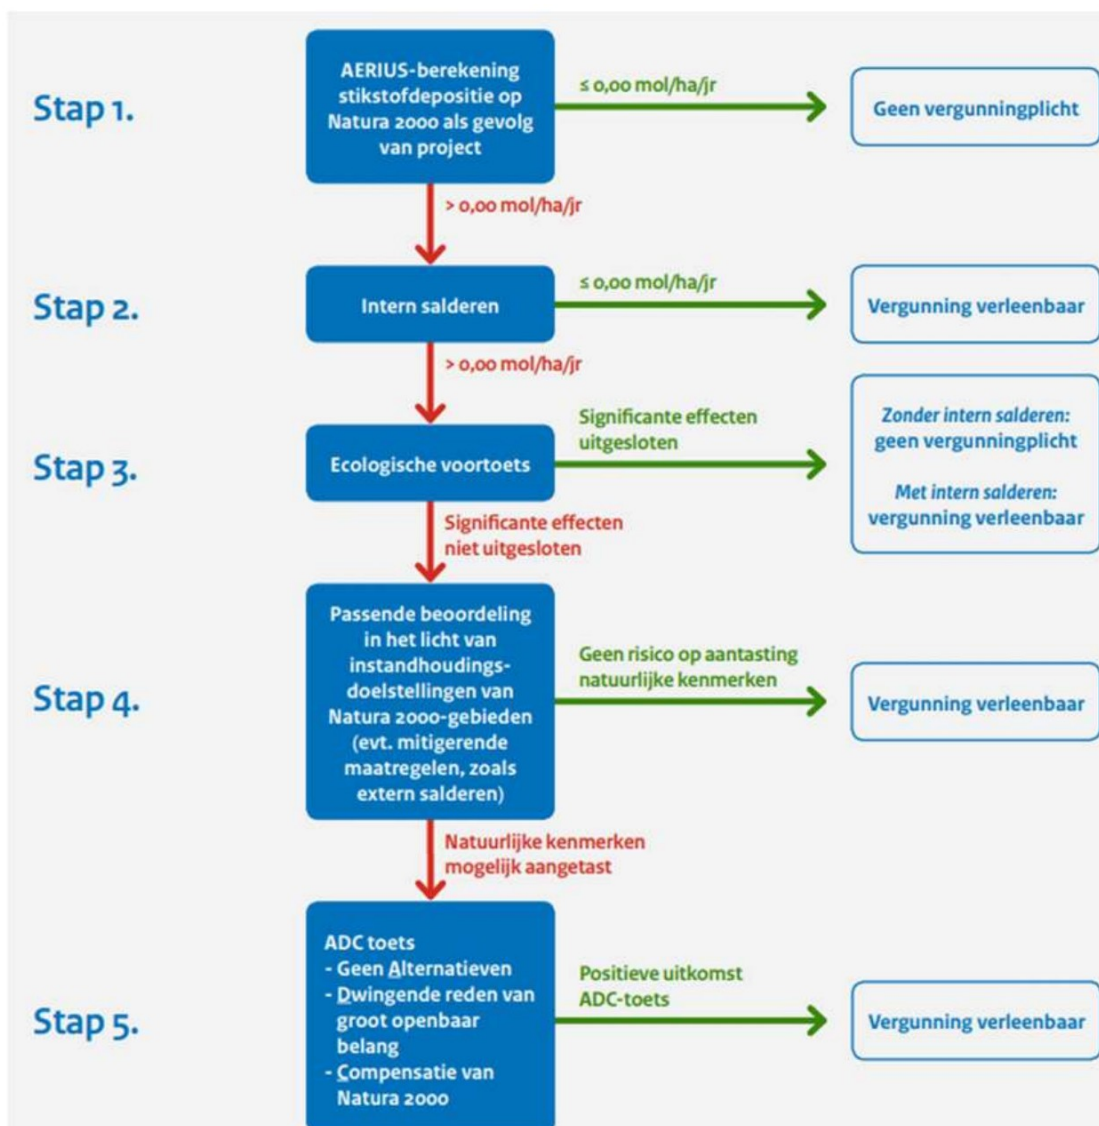 Stap 1.
AERIUS-berekening
stikstofdepositie op
Natura 2000 als gevolg
van project
≤ 0,00 mol/ha/jr
Geen vergunningplicht
> 0,00 mol/ha/jr
Stap 2.
Intern salderen
≤ 0,00 mol/ha/jr
Vergunning verleenbaar
> 0,00 mol/ha/jr
Stap 3.
Ecologische voortoets
Significante effecten
uitgesloten
Zonder intern salderen:
geen vergunningplicht
Met intern salderen:
vergunning verleenbaar
Significante effecten
niet uitgesloten
Stap 4.
Passende beoordeling
in het licht van
instandhoudings-
doelstellingen van
Natura 2000-gebieden
(evt. mitigerende
maatregelen, zoals
extern salderen)
Geen risico op aantasting
natuurlijke kenmerken
Vergunning verleenbaar
Natuurlijke kenmerken
mogelijk aangetast
Stap 5.
ADC toets
- Geen Alternatieven
- Dwingende reden van
groot openbaar
belang
- Compensatie van
Natura 2000
Positieve uitkomst
ADC-toets
Vergunning verleenbaar